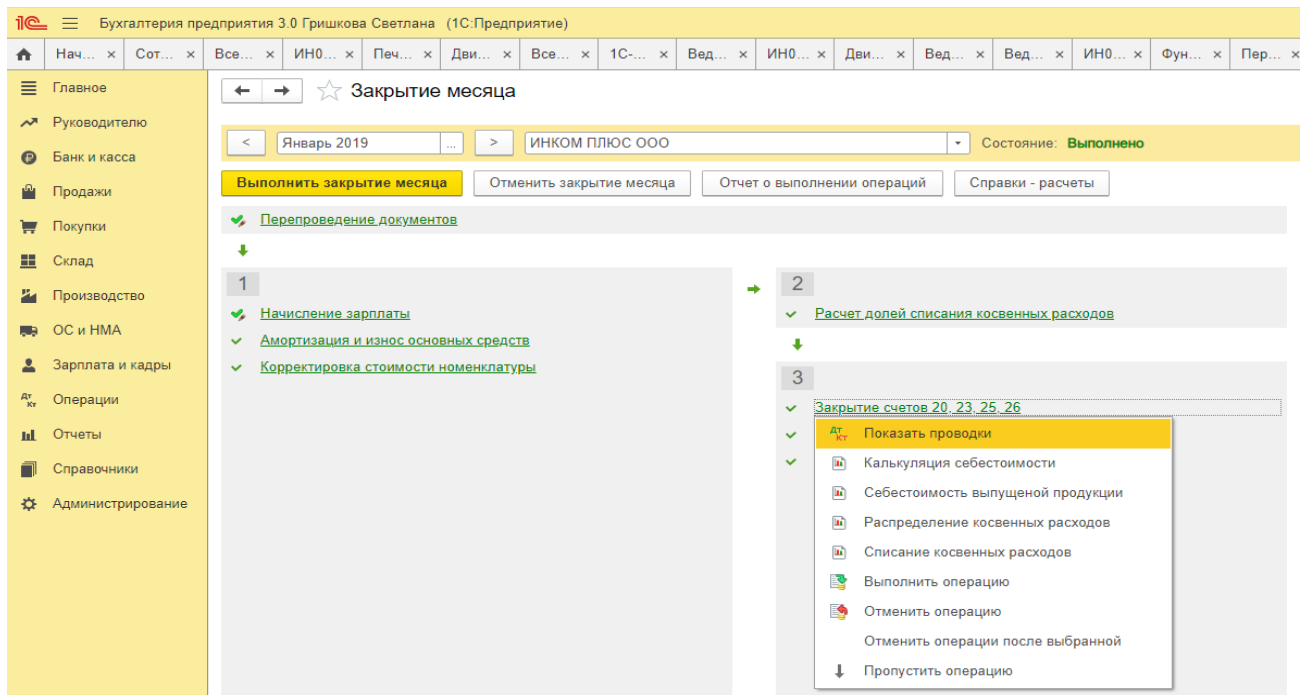 1С Бухгалтерия предприятия 3.0 Гришкова Светлана (1С:Предприятие)
Нач... × Сот... × Все... × ИН0... × Печ... × Дви... × Все... × 1С-... × Вед... × ИН0... × Дви... × Вед... × Вед... × ИН0... × Фун... × Пер... ×
Главное
Руководителю
Банк и касса
Продажи
Покупки
Склад
Производство
ОС и НМА
Зарплата и кадры
Дт Кт Операции
Отчеты
Справочники
Администрирование
Закрытие месяца
< Январь 2019 ... > ИНКОМ ПЛЮС ООО Состояние: Выполнено
Выполнить закрытие месяца Отменить закрытие месяца Отчет о выполнении операций Справки - расчеты
Перепроведение документов
1
Начисление зарплаты
Амортизация и износ основных средств
Корректировка стоимости номенклатуры
2
Расчет долей списания косвенных расходов
3
Закрытие счетов 20, 23, 25, 26
Дт Кт Показать проводки
Калькуляция себестоимости
Себестоимость выпущеной продукции
Распределение косвенных расходов
Списание косвенных расходов
Выполнить операцию
Отменить операцию
Отменить операции после выбранной
Пропустить операцию